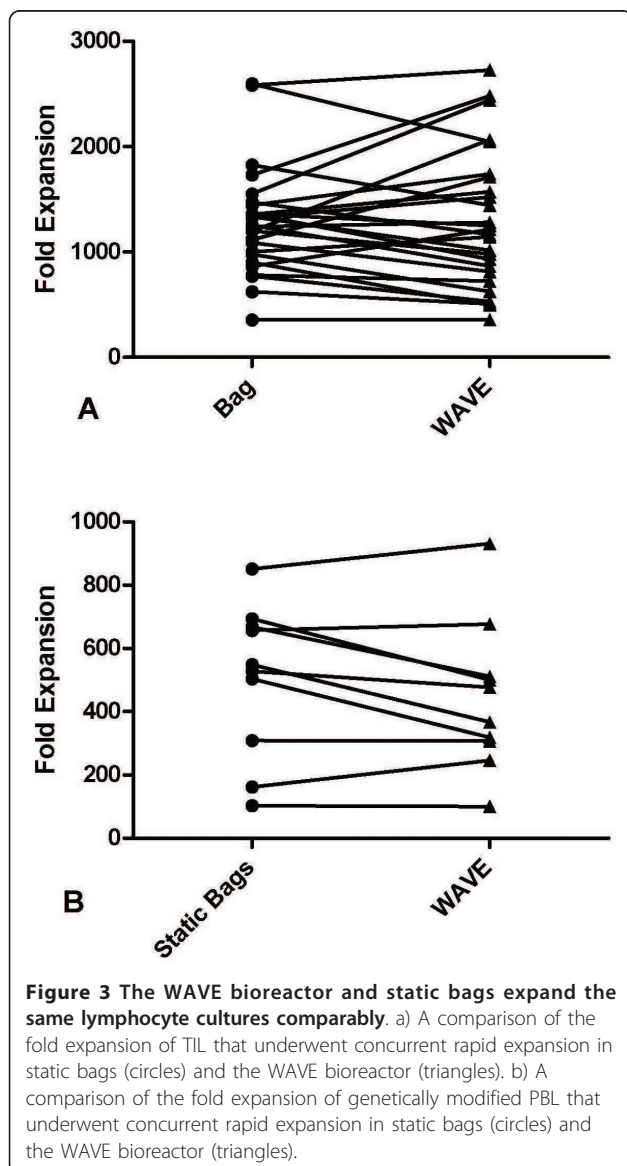 3000
2000
1000
0
Fold Expansion
A
Bag
WAVE
1000
800
600
400
200
0
Fold Expansion
B
Static Bags
WAVE
Figure 3 The WAVE bioreactor and static bags expand the
same lymphocyte cultures comparably. a) A comparison of the
fold expansion of TIL that underwent concurrent rapid expansion in
static bags (circles) and the WAVE bioreactor (triangles). b) A
comparison of the fold expansion of genetically modified PBL that
underwent concurrent rapid expansion in static bags (circles) and
the WAVE bioreactor (triangles).